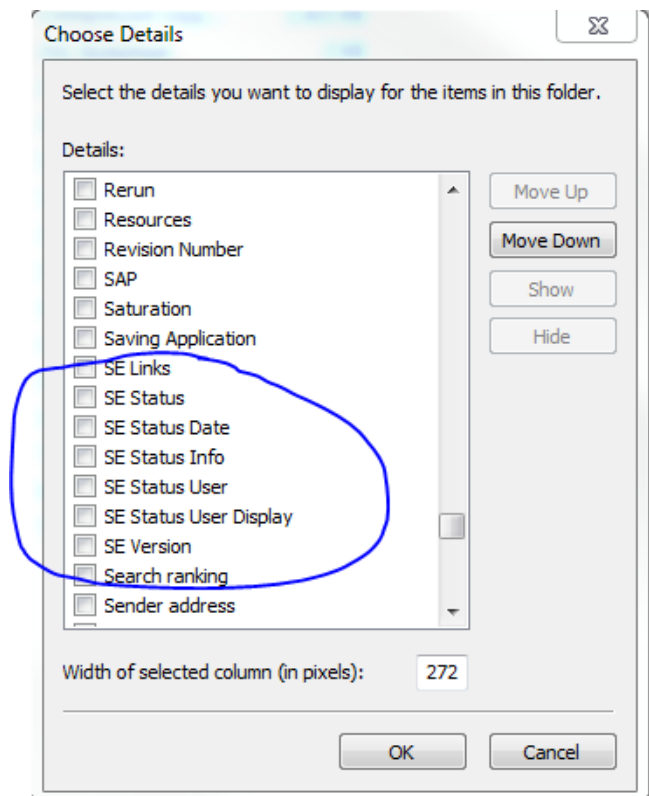 Choose Details
Select the details you want to display for the items in this folder.
Details:
Rerun
Resources
Revision Number
SAP
Saturation
Saving Application
SE Links
SE Status
SE Status Date
SE Status Info
SE Status User
SE Status User Display
SE Version
Search ranking
Sender address
Move Up
Move Down
Show
Hide
Width of selected column (in pixels): 272
OK Cancel